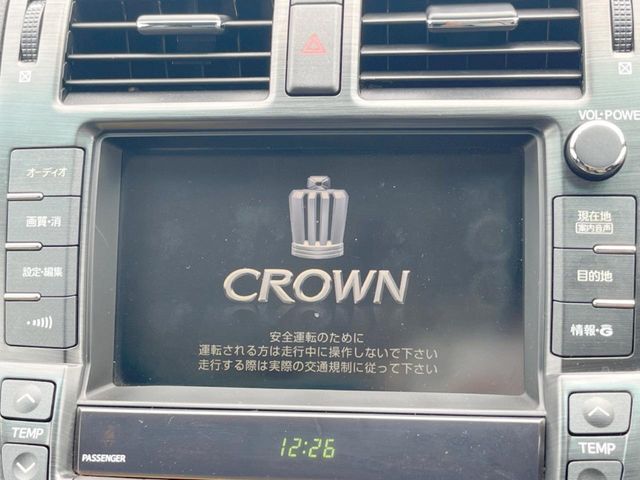 VOL・POWER
オーディオ
画質・消
設定・編集
現在地
案内音声
目的地
情報・G
CROWN
安全運転のために
運転される方は走行中に操作しないで下さい
走行する際は実際の交通規制に従って下さい
TEMP
PASSENGER
12:26
TEMP